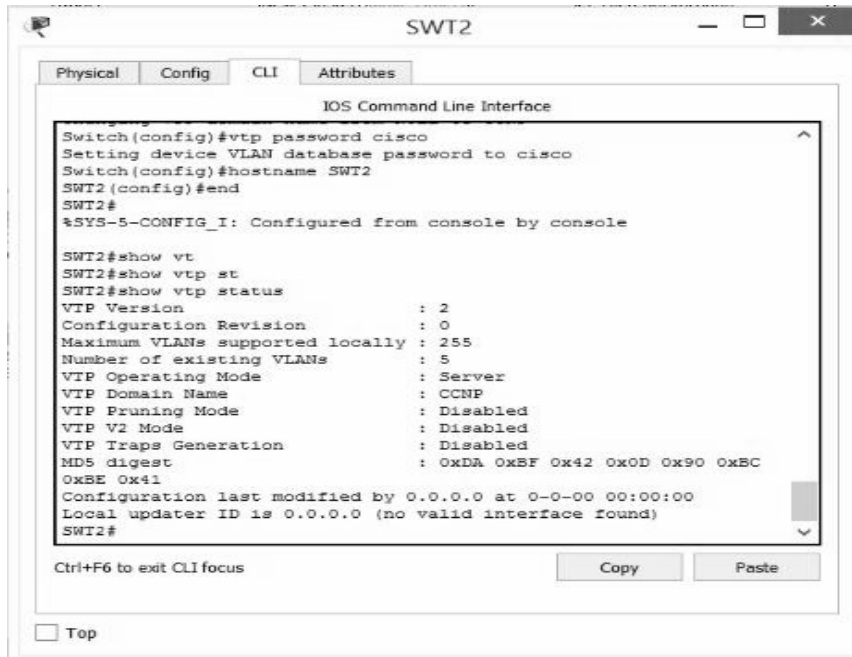 SWT2
Physical Config CLI Attributes
IOS Command Line Interface
Switch(config)#vtp password cisco
Setting device VLAN database password to cisco
Switch(config)#hostname SWT2
SWT2(config)#end
SWT2#
%SYS-5-CONFIG_I: Configured from console by console
SWT2#show vt
SWT2#show vtp st
SWT2#show vtp status
VTP Version : 2
Configuration Revision : 0
Maximum VLANs supported locally : 255
Number of existing VLANs : 5
VTP Operating Mode : Server
VTP Domain Name : CCNP
VTP Pruning Mode : Disabled
VTP V2 Mode : Disabled
VTP Traps Generation : Disabled
MD5 digest : 0xDA 0xBF 0x42 0x0D 0x90 0xBC
0xBE 0x41
Configuration last modified by 0.0.0.0 at 0-0-00 00:00:00
Local updater ID is 0.0.0.0 (no valid interface found)
SWT2#
Ctrl+F6 to exit CLI focus
Copy Paste
Top